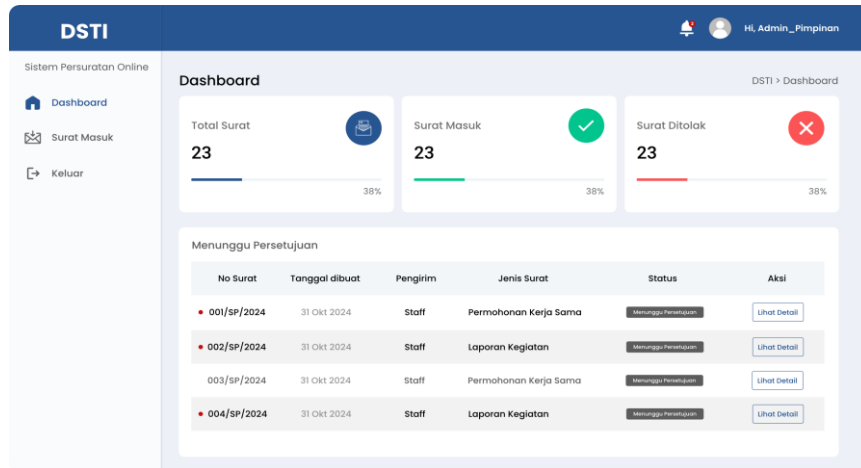 DSTI
Hi, Admin_Pimpinan
Sistem Persuratan Online
Dashboard
Surat Masuk
Keluar
Dashboard
DSTI > Dashboard
Total Surat
23
38%
Surat Masuk
23
38%
Surat Ditolak
23
38%
Menunggu Persetujuan
No Surat Tanggal dibuat Pengirim Jenis Surat Status Aksi
001/SP/2024 31 Okt 2024 Staff Permohonan Kerja Sama Menunggu Persetujuan Lihat Detail
002/SP/2024 31 Okt 2024 Staff Laporan Kegiatan Menunggu Persetujuan Lihat Detail
003/SP/2024 31 Okt 2024 Staff Permohonan Kerja Sama Menunggu Persetujuan Lihat Detail
004/SP/2024 31 Okt 2024 Staff Laporan Kegiatan Menunggu Persetujuan Lihat Detail